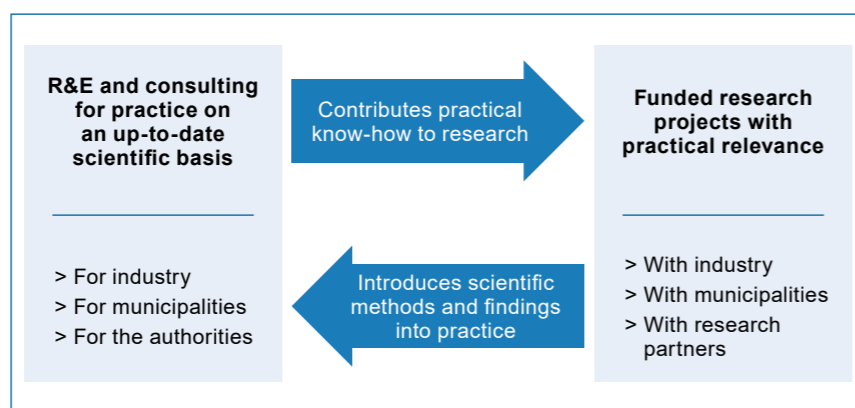 R&E and consulting
for practice on
an up-to-date
scientific basis
> For industry
> For municipalities
> For the authorities
Contributes practical
know-how to research
Introduces scientific
methods and findings
into practice
Funded research
projects with
practical relevance
> With industry
> With municipalities
> With research
partners